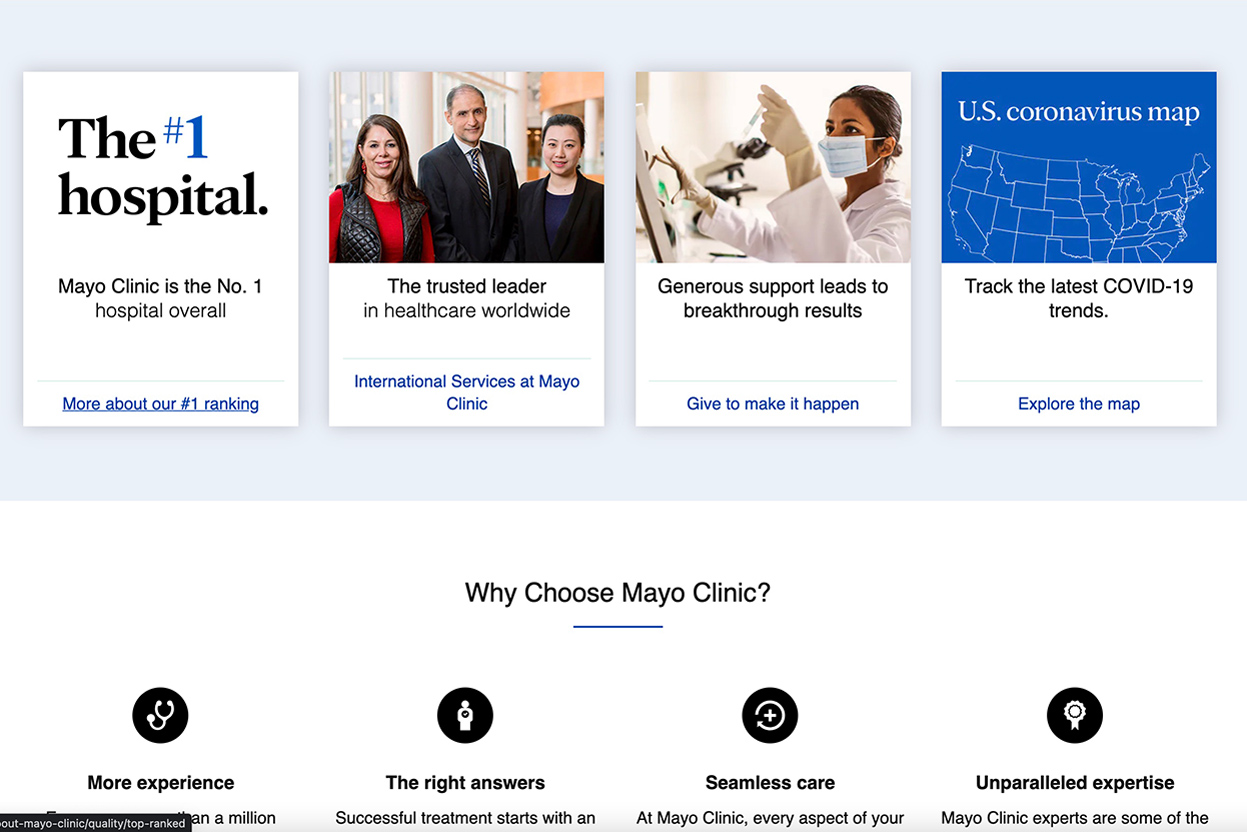 The #1
hospital.
Mayo Clinic is the No. 1
hospital overall
More about our #1 ranking
The trusted leader
in healthcare worldwide
International Services at Mayo
Clinic
Generous support leads to
breakthrough results
Give to make it happen
U.S. coronavirus map
Track the latest COVID-19
trends.
Explore the map
Why Choose Mayo Clinic?
More experience
a million
The right answers
Successful treatment starts with an
Seamless care
At Mayo Clinic, every aspect of your
Unparalleled expertise
Mayo Clinic experts are some of the
out-mayo-clinic/quality/top-ranked